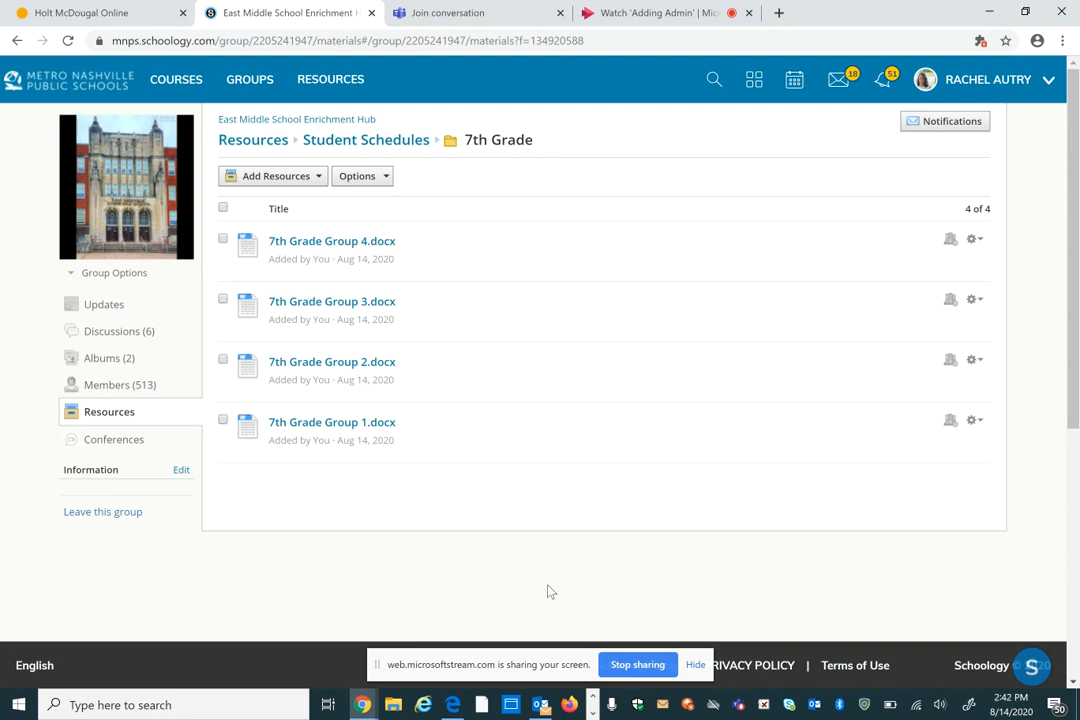 Holt McDougal Online
East Middle School Enrichment H
Join conversation
Watch 'Adding Admin' | Mic
mnps.schoology.com/group/2205241947/materials#/group/2205241947/materials?f=134920588
METRO NASHVILLE
PUBLIC SCHOOLS
COURSES
GROUPS
RESOURCES
18
51
RACHEL AUTRY
East Middle School Enrichment Hub
Resources
Student Schedules
7th Grade
Notifications
Add Resources
Options
Title
4 of 4
7th Grade Group 4.docx
Added by You · Aug 14, 2020
7th Grade Group 3.docx
Added by You · Aug 14, 2020
7th Grade Group 2.docx
Added by You · Aug 14, 2020
7th Grade Group 1.docx
Added by You · Aug 14, 2020
Group Options
Updates
Discussions (6)
Albums (2)
Members (513)
Resources
Conferences
Information
Edit
Leave this group
English
web.microsoftstream.com is sharing your screen.
Stop sharing
Hide
RIVACY POLICY | Terms of Use
Schoology © 2020
S
Type here to search
2:42 PM
8/14/2020
50